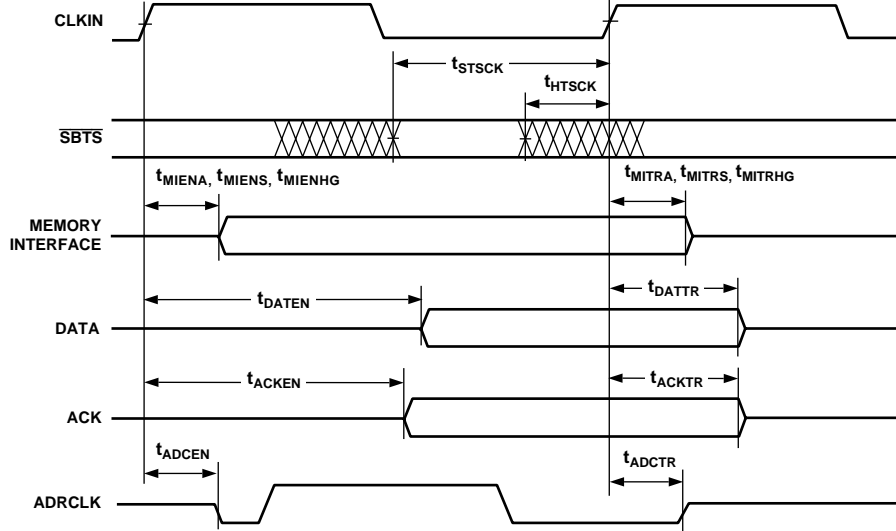 CLKIN
tSTSCK
tHTSCK
SBTS
tMIENA, tMIENS, tMIENHG
tMITRA, tMITRS, tMITRHG
MEMORY
INTERFACE
tDATEN
tDATTR
DATA
tACKEN
tACKTR
ACK
tADCEN
tADCTR
ADRCLK